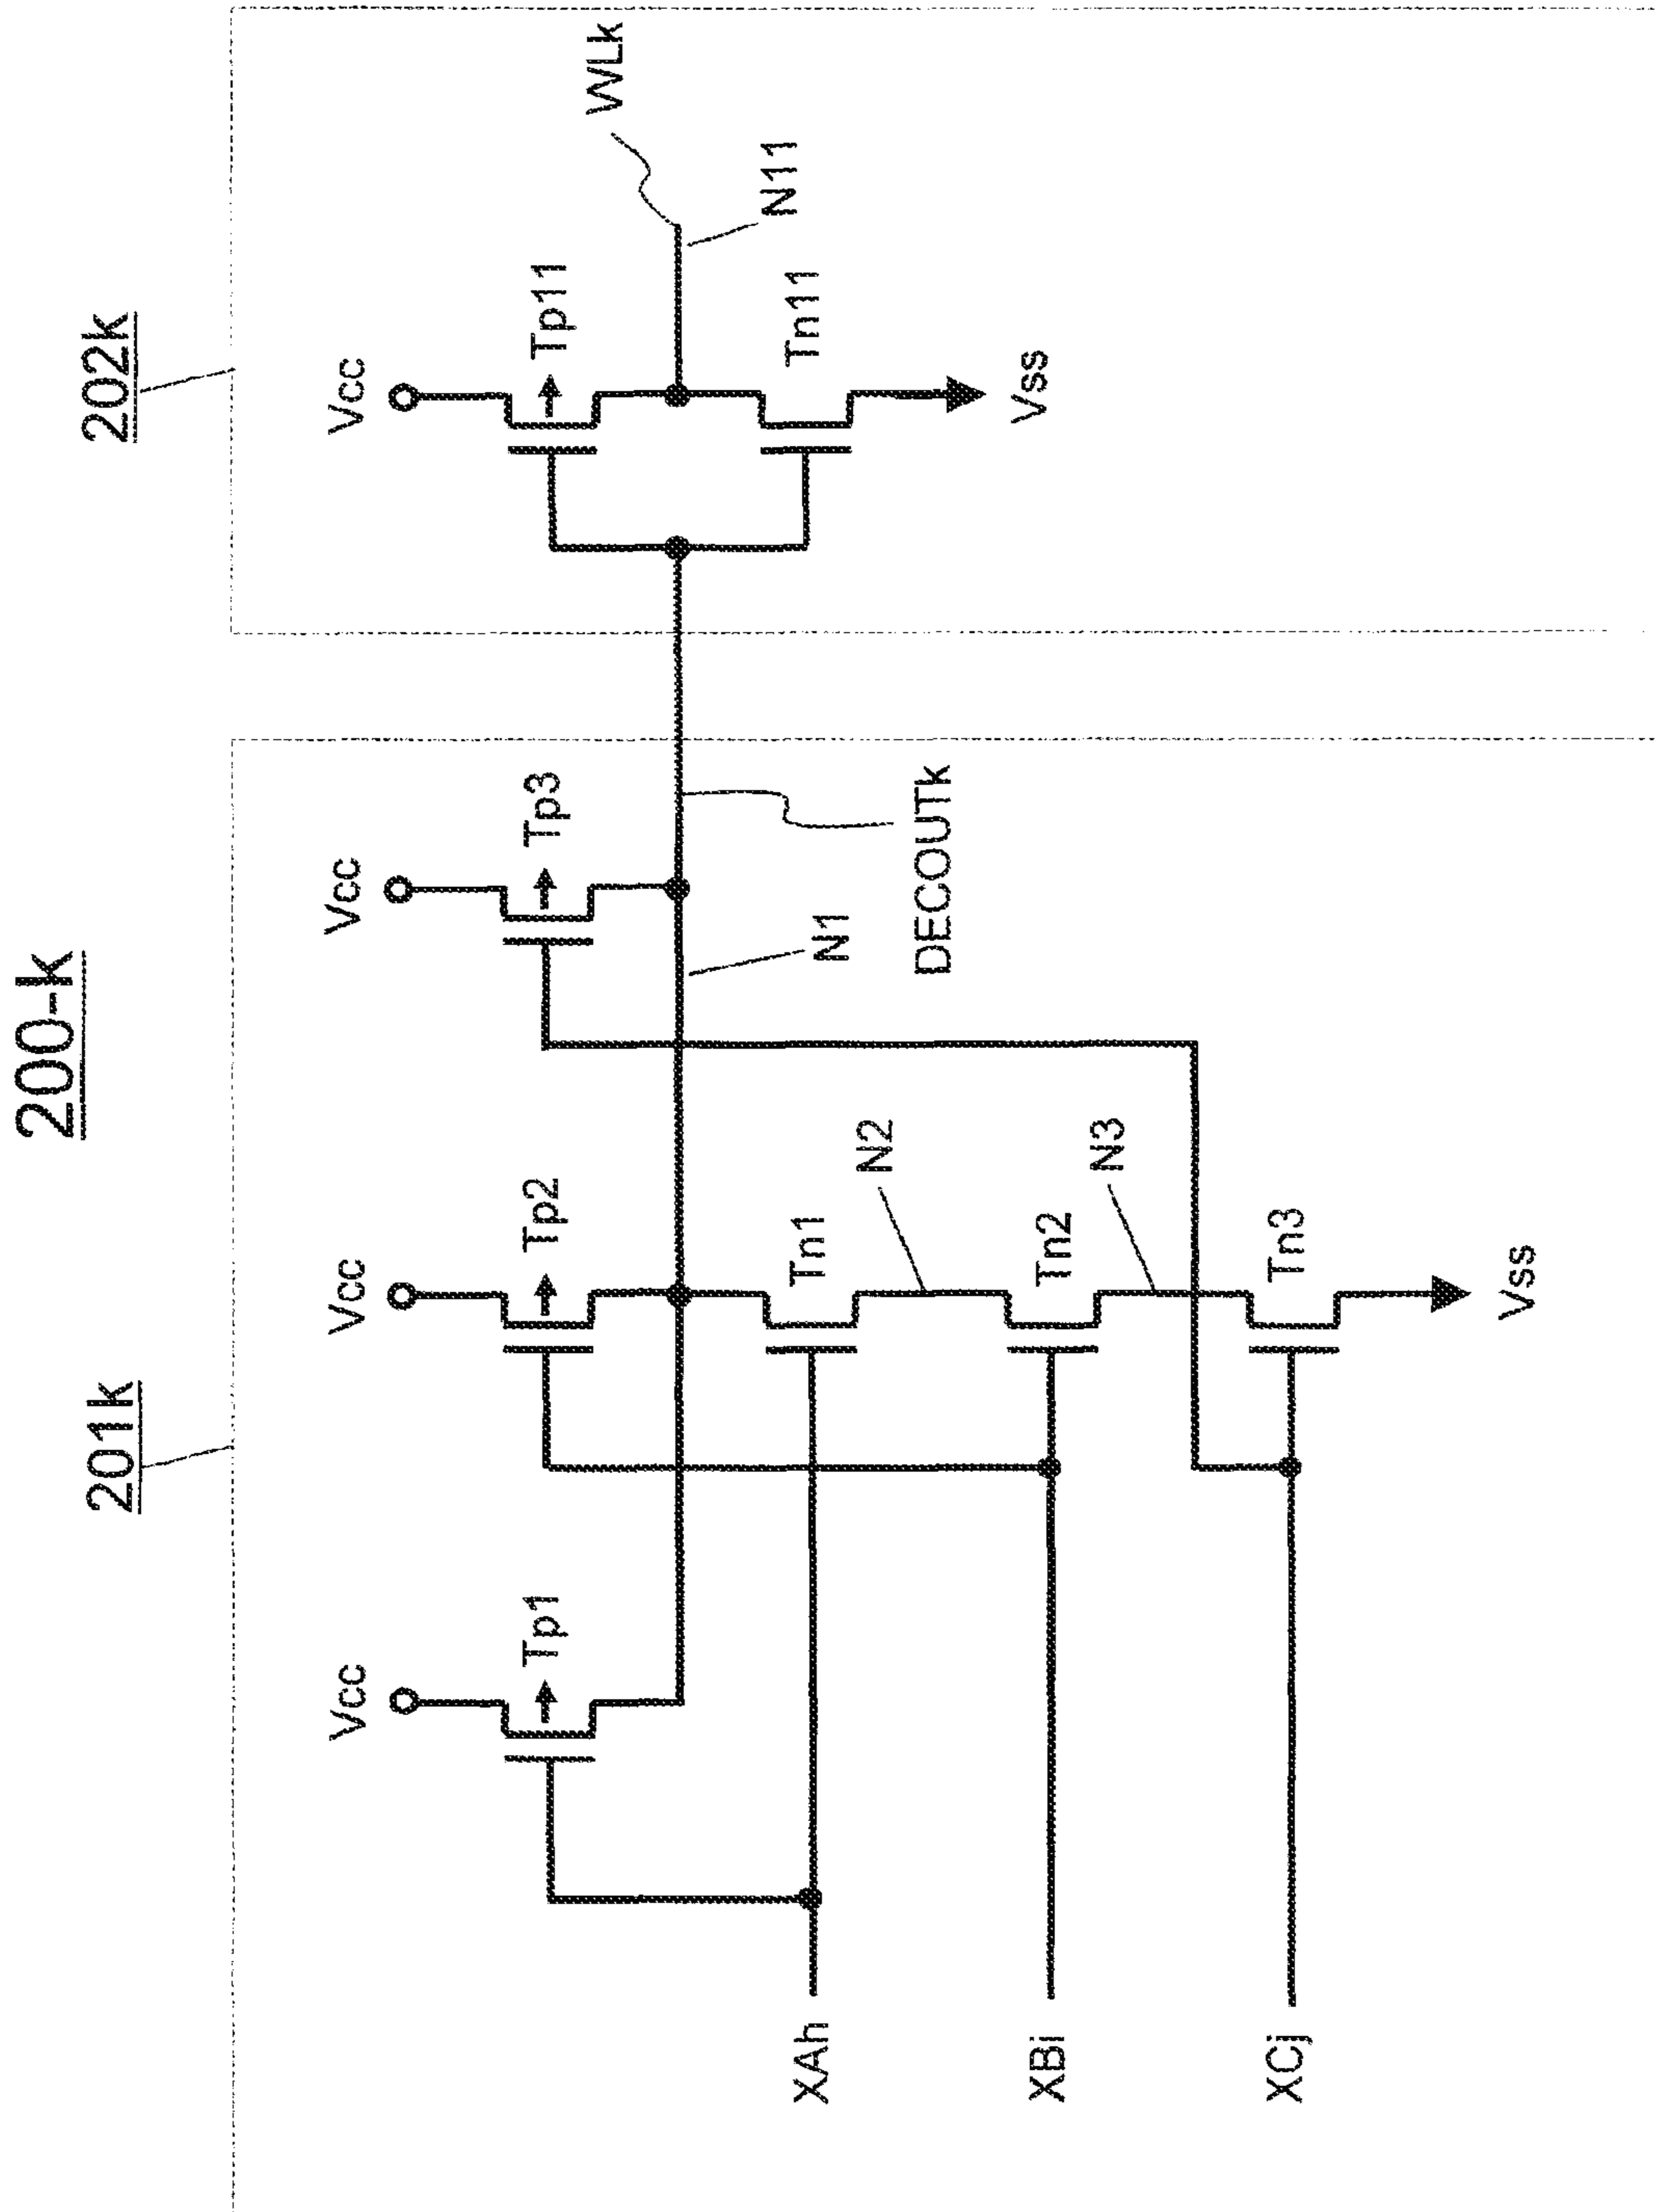 200-k
201k
202k
Vcc
Vcc
Vcc
Vcc
Tp1
Tp2
Tp3
Tp11
WLk
N11
Tn11
Vss
N1
DECOUTk
XAh
Tn1
N2
XBi
Tn2
N3
XCj
Tn3
Vss